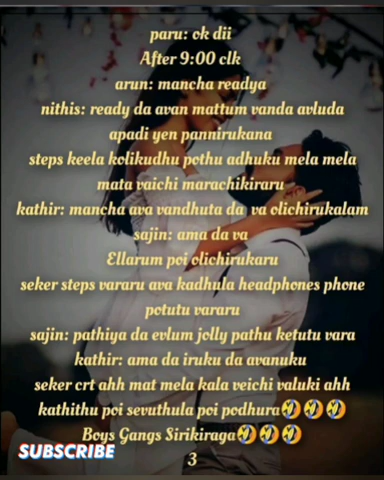 paru: ok dii
After 9:00 clk
arun: mancha readya
nithis: ready da avan mattum vanda avluda
apadi yen pannirukana
steps keela kolikudhu pothu adhuku mela mela
mata vaichi marachikiraru
kathir: mancha ava vandhuta da va olichirukalam
sajin: ama da va
Ellarum poi olichirukaru
seker steps vararu ava kadhula headphones phone
potutu vararu
sajin: pathiya da evlum jolly pathu ketutu vara
kathir: ama da iruku da avanuku
seker crt ahh mat mela kala veichi valuki ahh
kathithu poi sevuthula poi podhura🤣🤣🤣
Boys Gangs Sirikiraga🤣🤣🤣
SUBSCRIBE
3